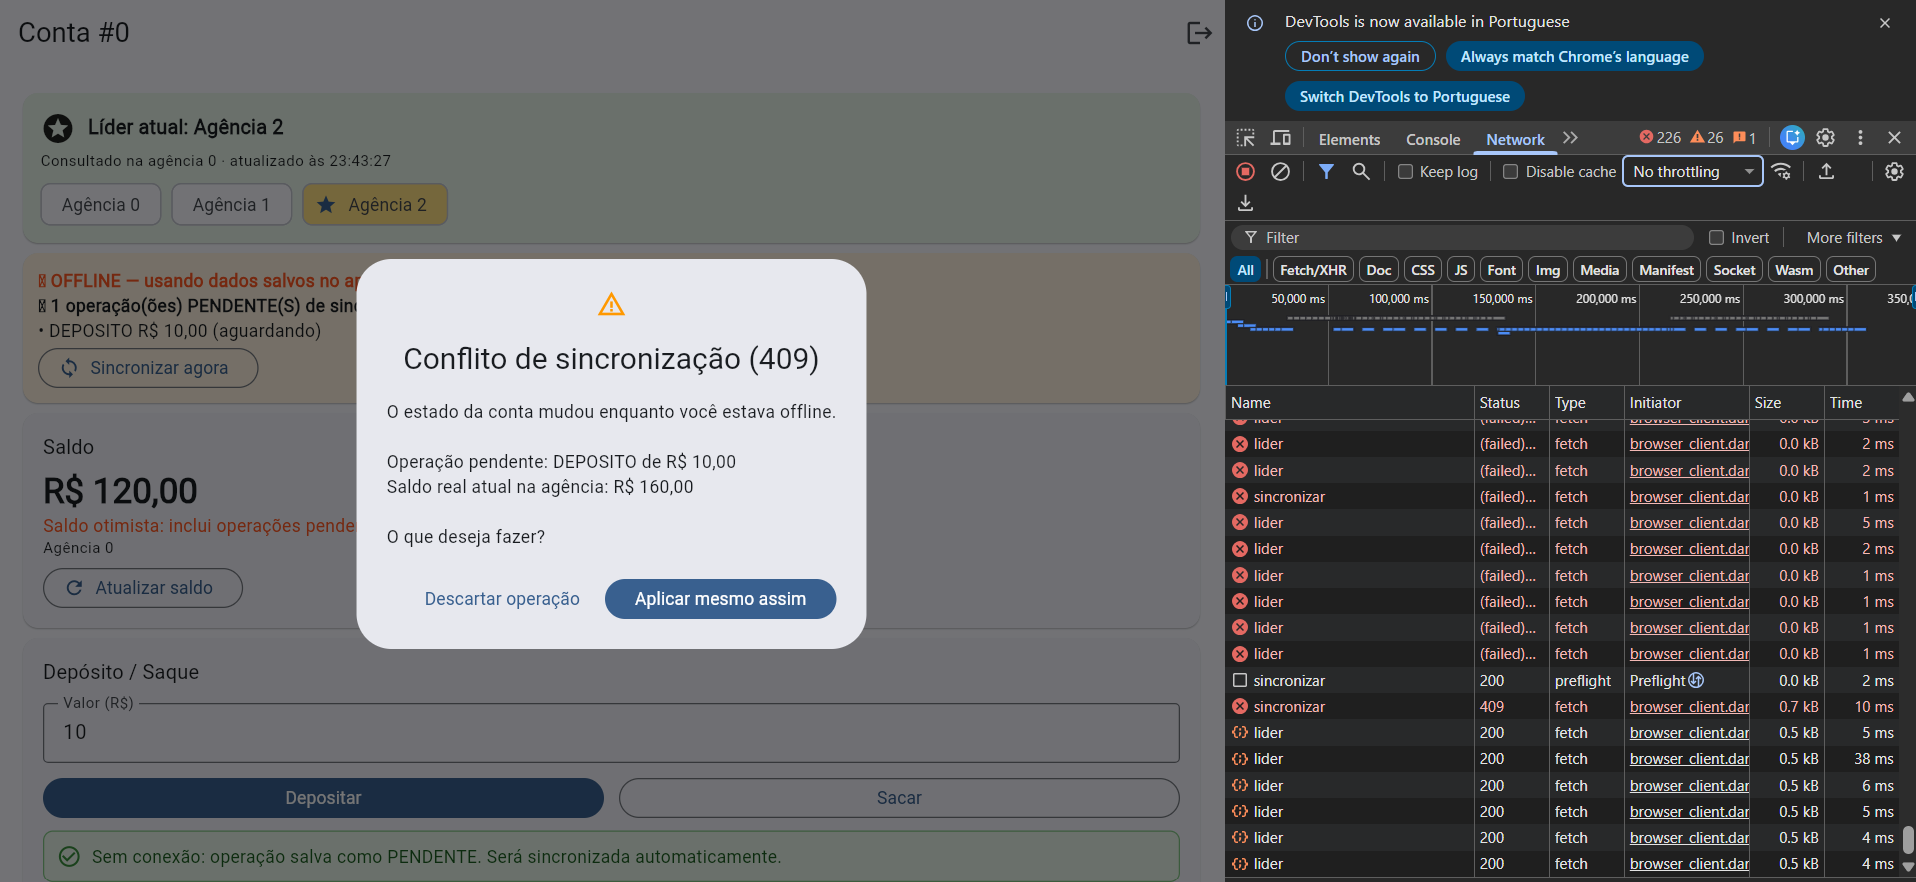 Conta #0
Líder atual: Agência 2
Consultado na agência 0 · atualizado às 23:43:27
Agência 0
Agência 1
Agência 2
OFFLINE — usando dados salvos no ap
1 operação(ões) PENDENTE(S) de sin
• DEPOSITO R$ 10,00 (aguardando)
Sincronizar agora
Saldo
R$ 120,00
Saldo otimista: inclui operações pende
Agência 0
Atualizar saldo
Depósito / Saque
Valor (R$)
10
Depositar
Sacar
Sem conexão: operação salva como PENDENTE. Será sincronizada automaticamente.
Conflito de sincronização (409)
O estado da conta mudou enquanto você estava offline.
Operação pendente: DEPOSITO de R$ 10,00
Saldo real atual na agência: R$ 160,00
O que deseja fazer?
Descartar operação
Aplicar mesmo assim
DevTools is now available in Portuguese
Don't show again
Always match Chrome's language
Switch DevTools to Portuguese
Elements Console Network 226 26 1
Keep log Disable cache No throttling
Filter Invert More filters
All Fetch/XHR Doc CSS JS Font Img Media Manifest Socket Wasm Other
50,000 ms 100,000 ms 150,000 ms 200,000 ms 250,000 ms 300,000 ms 350,0
Name Status Type Initiator Size Time
lider (failed)... fetch browser_client.dar 0.0 kB 3 ms
lider (failed)... fetch browser_client.dar 0.0 kB 2 ms
lider (failed)... fetch browser_client.dar 0.0 kB 2 ms
sincronizar (failed)... fetch browser_client.dar 0.0 kB 1 ms
lider (failed)... fetch browser_client.dar 0.0 kB 5 ms
lider (failed)... fetch browser_client.dar 0.0 kB 2 ms
lider (failed)... fetch browser_client.dar 0.0 kB 1 ms
lider (failed)... fetch browser_client.dar 0.0 kB 1 ms
lider (failed)... fetch browser_client.dar 0.0 kB 1 ms
lider (failed)... fetch browser_client.dar 0.0 kB 1 ms
sincronizar 200 preflight Preflight 0.0 kB 2 ms
sincronizar 409 fetch browser_client.dar 0.7 kB 10 ms
lider 200 fetch browser_client.dar 0.5 kB 5 ms
lider 200 fetch browser_client.dar 0.5 kB 38 ms
lider 200 fetch browser_client.dar 0.5 kB 6 ms
lider 200 fetch browser_client.dar 0.5 kB 5 ms
lider 200 fetch browser_client.dar 0.5 kB 4 ms
lider 200 fetch browser_client.dar 0.5 kB 4 ms